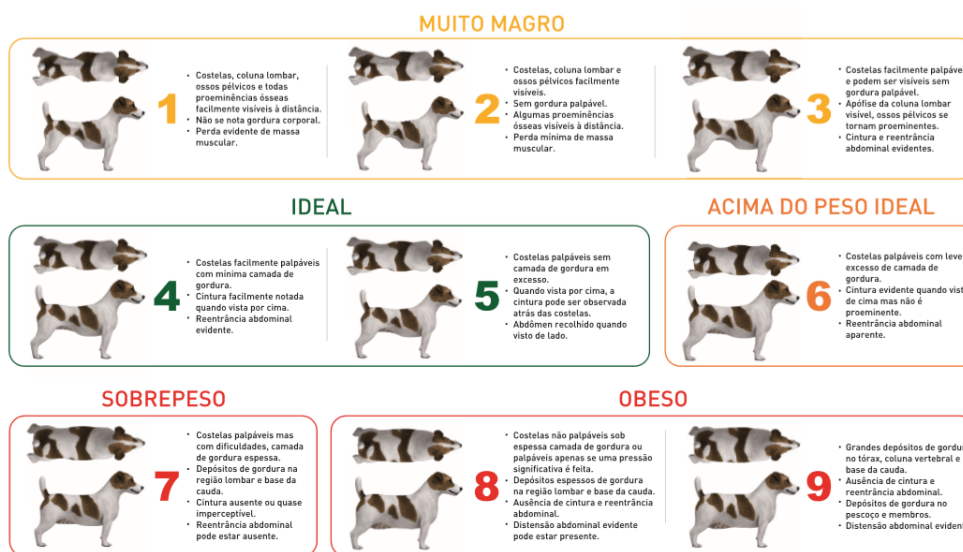 MUITO MAGRO
1
• Costelas, coluna lombar,
ossos pélvicos e todas
proeminências ósseas
facilmente visíveis à distância.
• Não se nota gordura corporal.
• Perda evidente de massa
muscular.
2
• Costelas, coluna lombar e
ossos pélvicos facilmente
visíveis.
• Sem gordura palpável.
• Algumas proeminências
ósseas visíveis à distância.
• Perda mínima de massa
muscular.
3
• Costelas facilmente palpáve
e podem ser visíveis sem
gordura palpável.
• Apófise da coluna lombar
visível, ossos pélvicos se
tornam proeminentes.
• Cintura e reentrância
abdominal evidentes.
IDEAL
4
• Costelas facilmente palpáveis
com mínima camada de
gordura.
• Cintura facilmente notada
quando vista por cima.
• Reentrância abdominal
evidente.
5
• Costelas palpáveis sem
camada de gordura em
excesso.
• Quando vista por cima, a
cintura pode ser observada
atrás das costelas.
• Abdômen recolhido quando
visto de lado.
ACIMA DO PESO IDEAL
6
• Costelas palpáveis com leve
excesso de camada de
gordura.
• Cintura evidente quando vist
de cima mas não é
proeminente.
• Reentrância abdominal
aparente.
SOBREPESO
7
• Costelas palpáveis mas
com dificuldades, camada
de gordura espessa.
• Depósitos de gordura na
região lombar e base da
cauda.
• Cintura ausente ou quase
imperceptível.
• Reentrância abdominal
pode estar ausente.
OBESO
8
• Costelas não palpáveis sob
espessa camada de gordura ou
palpáveis apenas se uma pressão
significativa é feita.
• Depósitos espessos de gordura
na região lombar e base da cauda.
• Ausência de cintura e reentrância
abdominal.
• Distensão abdominal evidente
pode estar presente.
9
• Grandes depósitos de gordur
no tórax, coluna vertebral e
base da cauda.
• Ausência de cintura e
reentrância abdominal.
• Depósitos de gordura no
pescoço e membros.
• Distensão abdominal evident